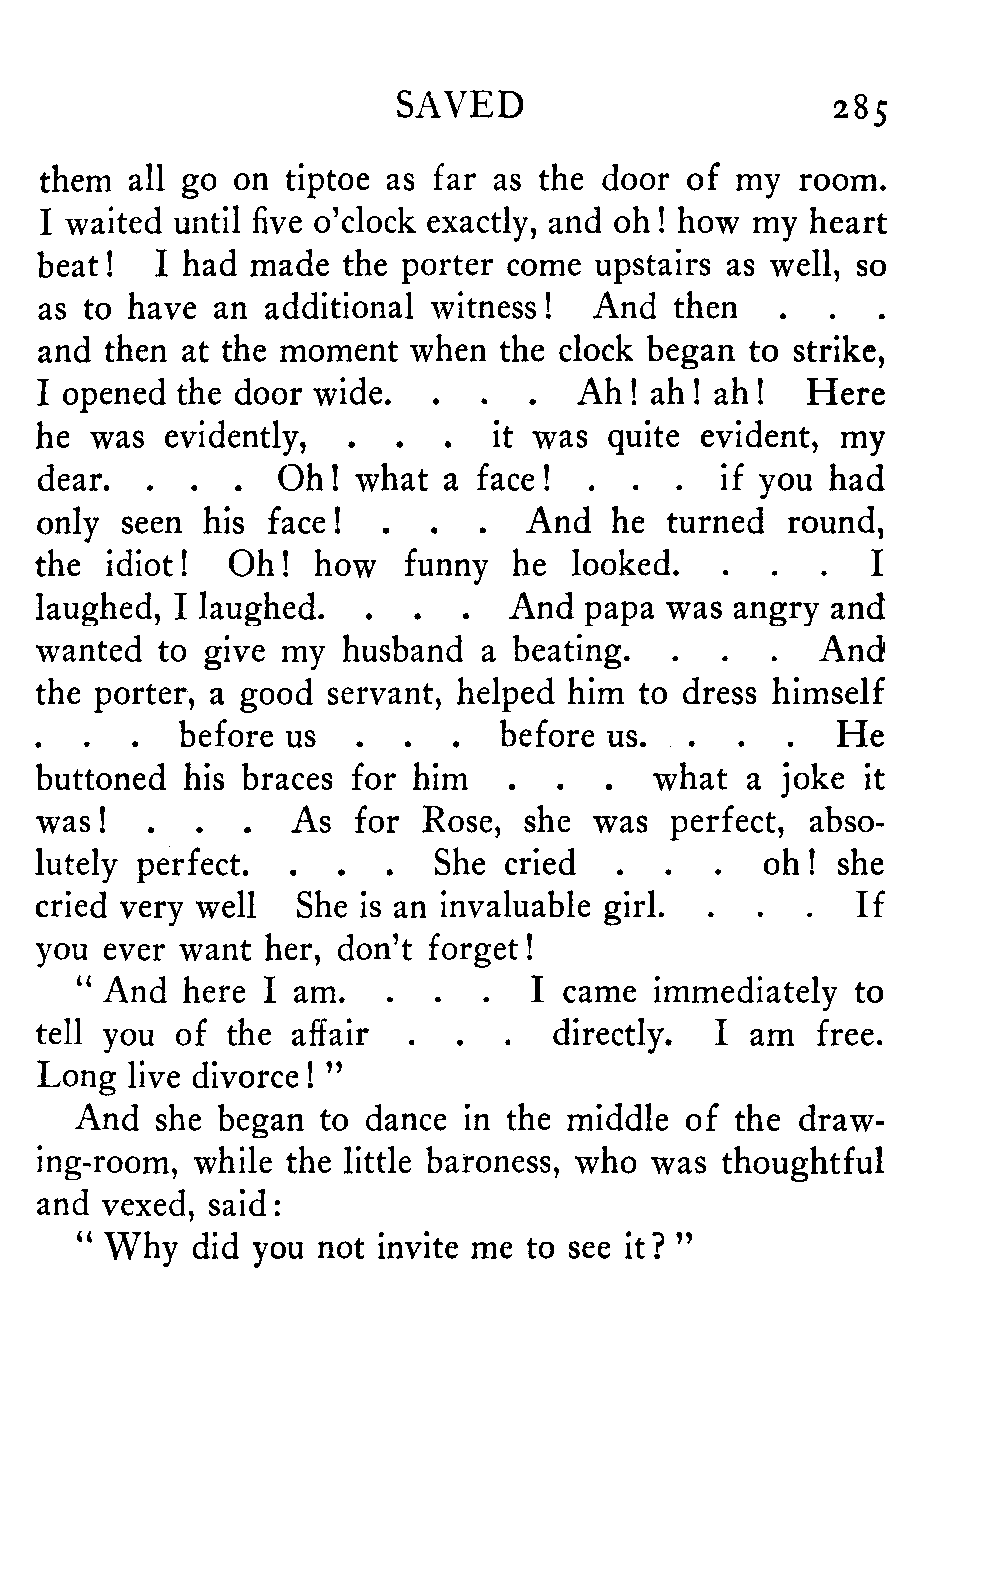 SAVED 285
them all go on tiptoe as far as the door of my room.
I waited until five o'clock exactly, and oh! how my heart
beat! I had made the porter come upstairs as well, so
as to have an additional witness! And then . . .
and then at the moment when the clock began to strike,
I opened the door wide. . . . Ah! ah! ah! Here
he was evidently, . . . it was quite evident, my
dear. . . . Oh! what a face! . . . if you had
only seen his face! . . . And he turned round,
the idiot! Oh! how funny he looked. . . . I
laughed, I laughed. . . . And papa was angry and
wanted to give my husband a beating. . . . And
the porter, a good servant, helped him to dress himself
. . . before us . . . before us. . . . He
buttoned his braces for him . . . what a joke it
was! . . . As for Rose, she was perfect, abso-
lutely perfect. . . . She cried . . . oh! she
cried very well She is an invaluable girl. . . . If
you ever want her, don't forget!
" And here I am. . . . I came immediately to
tell you of the affair . . . directly. I am free.
Long live divorce! "
And she began to dance in the middle of the draw-
ing-room, while the little baroness, who was thoughtful
and vexed, said:
" Why did you not invite me to see it? "